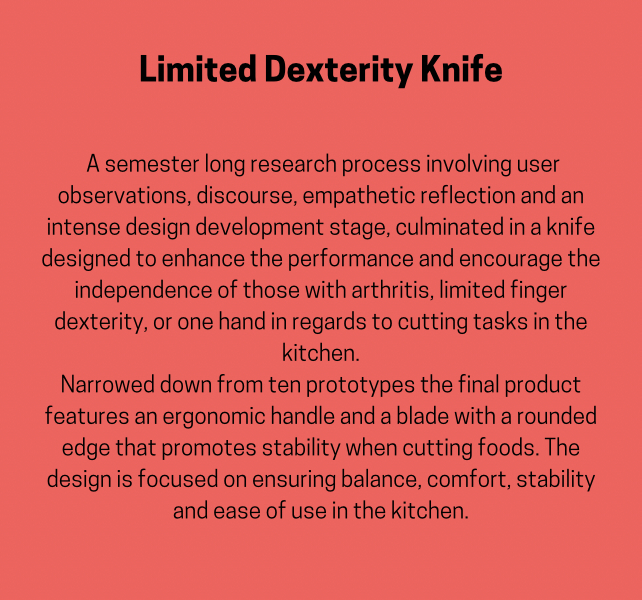 Limited Dexterity Knife
A semester long research process involving user
observations, discourse, empathetic reflection and an
intense design development stage, culminated in a knife
designed to enhance the performance and encourage the
independence of those with arthritis, limited finger
dexterity, or one hand in regards to cutting tasks in the
kitchen.
Narrowed down from ten prototypes the final product
features an ergonomic handle and a blade with a rounded
edge that promotes stability when cutting foods. The
design is focused on ensuring balance, comfort, stability
and ease of use in the kitchen.